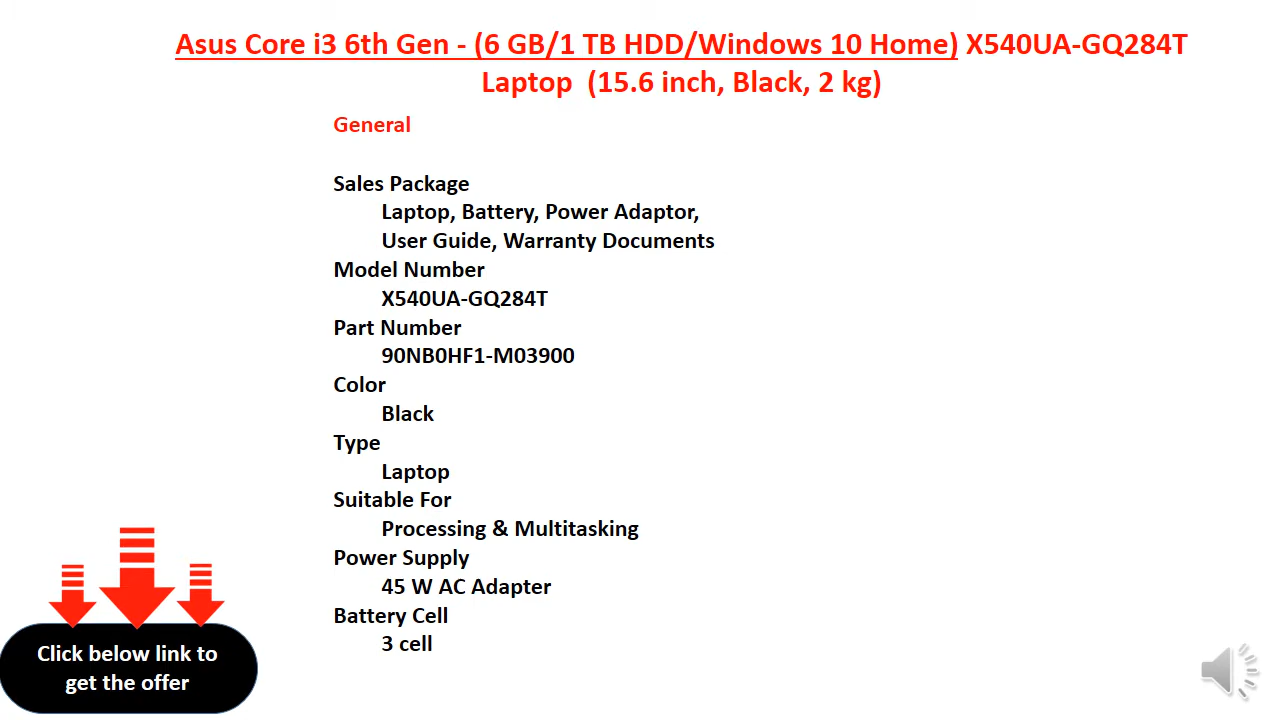 Asus Core i3 6th Gen - (6 GB/1 TB HDD/Windows 10 Home) X540UA-GQ284T
Laptop (15.6 inch, Black, 2 kg)
General
Sales Package
Laptop, Battery, Power Adaptor,
User Guide, Warranty Documents
Model Number
X540UA-GQ284T
Part Number
90NB0HF1-M03900
Color
Black
Type
Laptop
Suitable For
Processing & Multitasking
Power Supply
45 W AC Adapter
Battery Cell
3 cell
Click below link to
get the offer